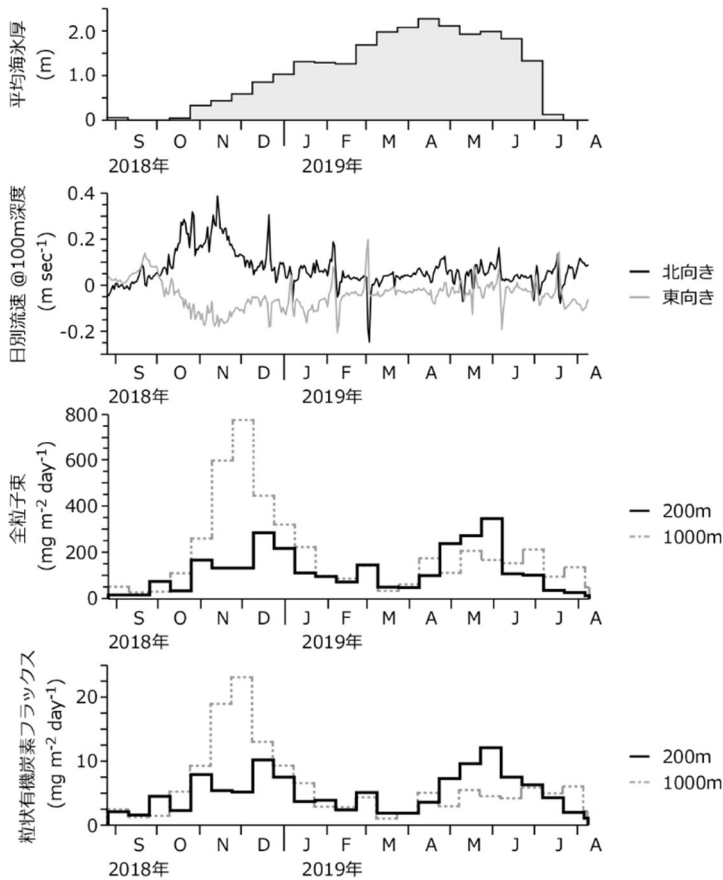 平均海氷厚
(m)
2.0
1.0
0
S O N D J F M A M J J A
2018年 2019年
日別流速 @100m深度
(m sec-1)
0.4
0.2
0
-0.2
北向き
東向き
S O N D J F M A M J J A
2018年 2019年
全粒子束
(mg m-2 day-1)
800
600
400
200
0
200m
1000m
S O N D J F M A M J J A
2018年 2019年
粒状有機炭素フラックス
(mg m-2 day-1)
20
10
0
200m
1000m
S O N D J F M A M J J A
2018年 2019年